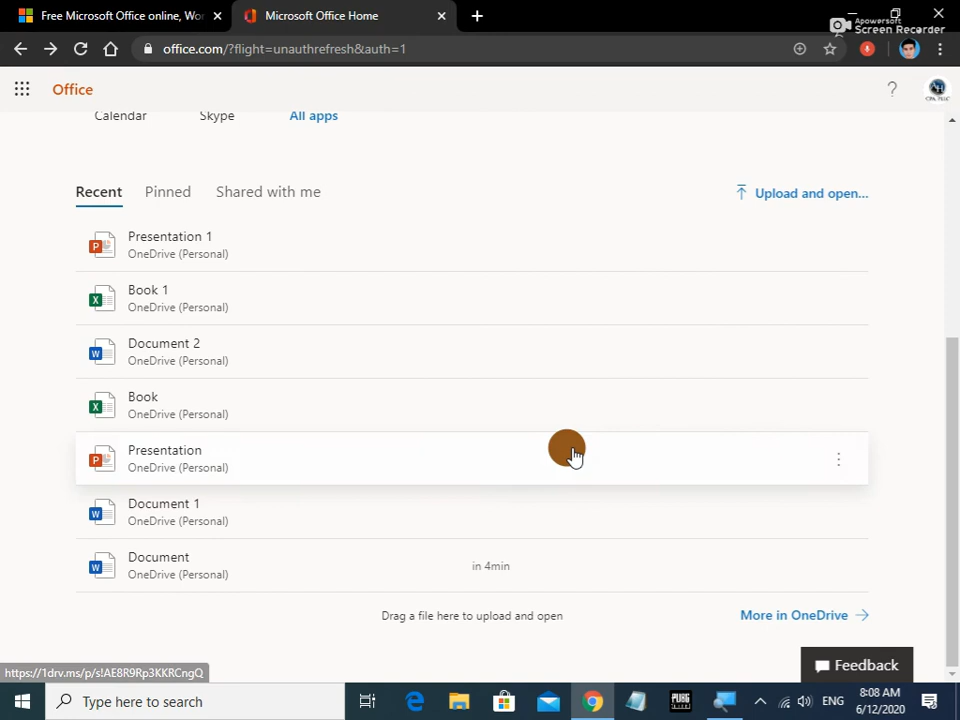 Free Microsoft Office online, Wor
Microsoft Office Home
Apowersoft
Screen Recorder
office.com/?flight=unauthrefresh&auth=1
Office
Calendar
Skype
All apps
Recent
Pinned
Shared with me
Upload and open...
Presentation 1
OneDrive (Personal)
Book 1
OneDrive (Personal)
Document 2
OneDrive (Personal)
Book
OneDrive (Personal)
Presentation
OneDrive (Personal)
Document 1
OneDrive (Personal)
Document
OneDrive (Personal)
in 4min
Drag a file here to upload and open
More in OneDrive
Feedback
https://1drv.ms/p/s!AE8R9Rp3KKRCngQ
Type here to search
ENG
8:08 AM
6/12/2020